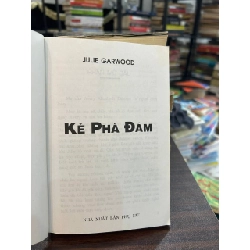 JULIE GARWOOD
KẺ PHÁ ĐÁM